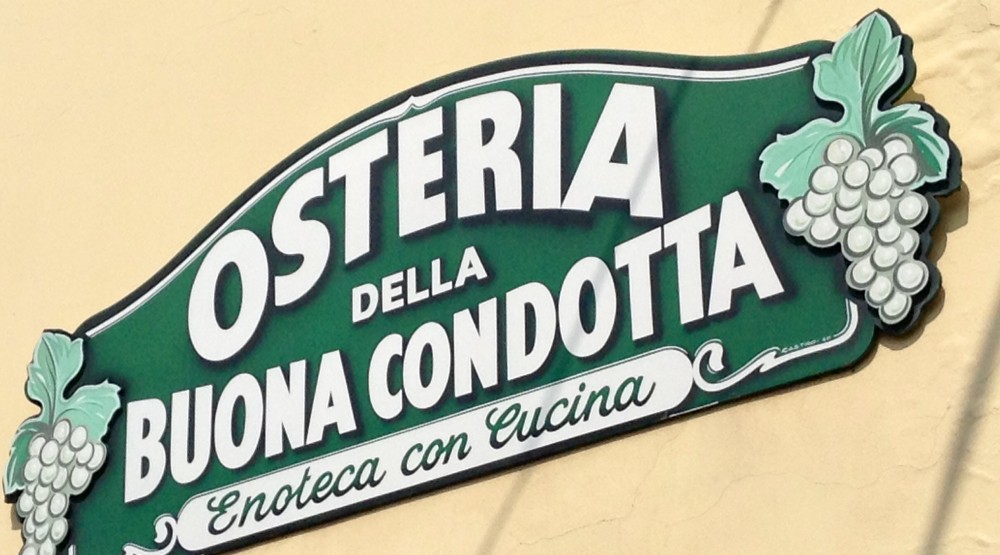 OSTERIA
DELLA
BUONA CONDOTTA
Enoteca con Cucina